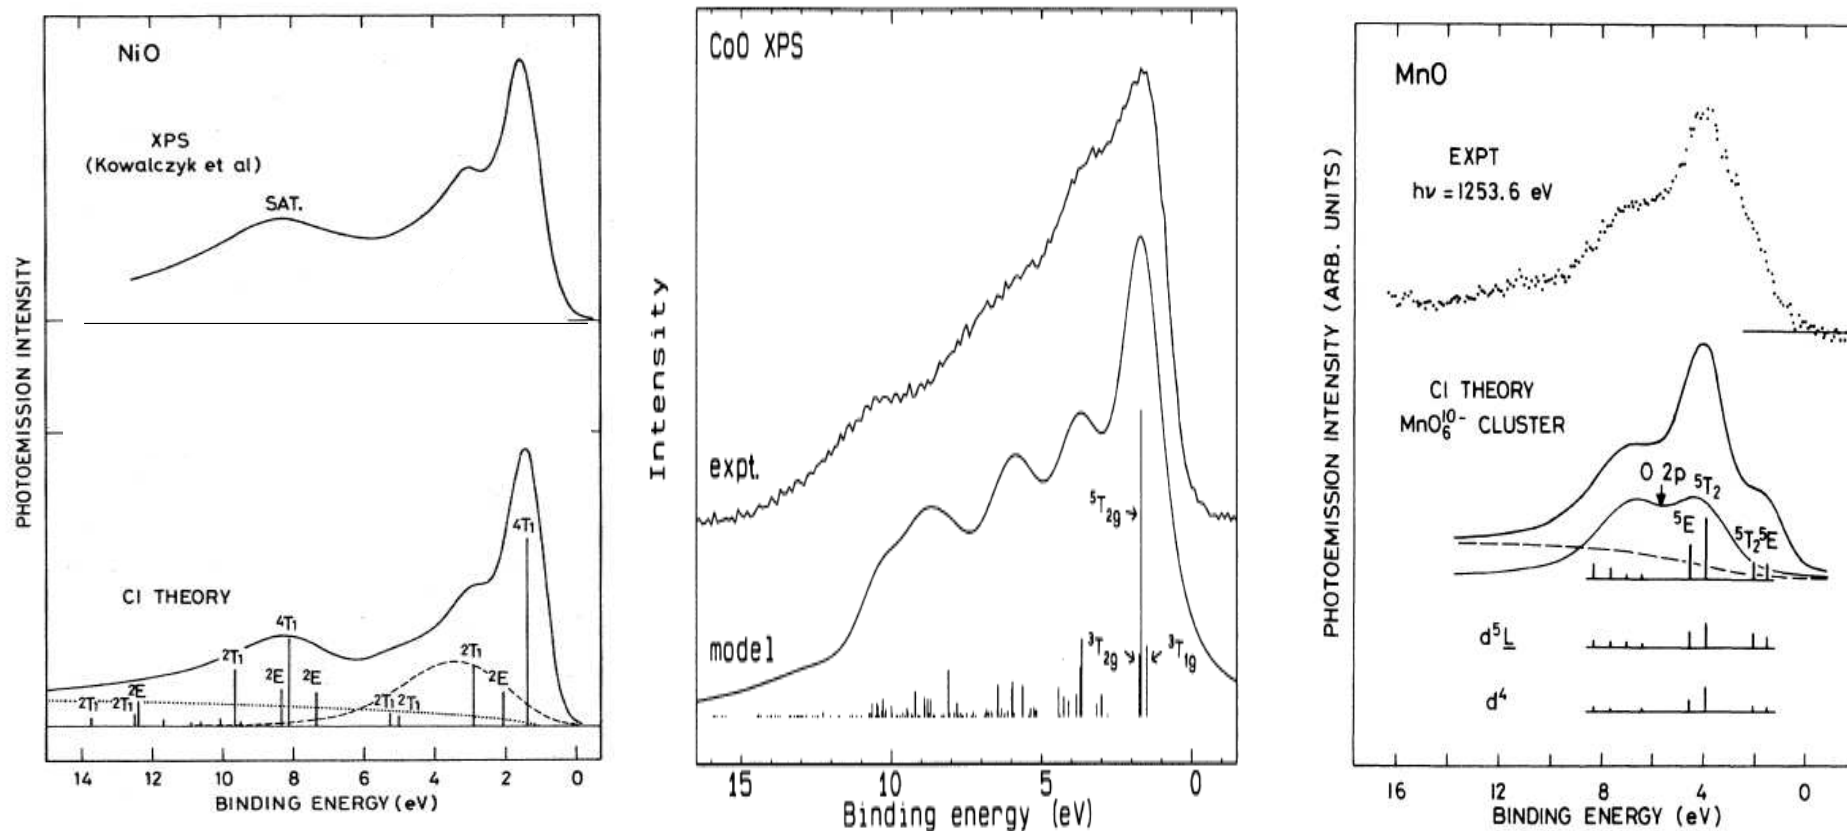 NiO
XPS
(Kowalczyk et al)
SAT.
PHOTOEMISSION INTENSITY
CI THEORY
4T1
2T1
2E
4T1
2T1
2E
2E
2T1
2T1
2T1
2T1
2E
14 12 10 8 6 4 2 0
BINDING ENERGY (eV)
CoO XPS
Intensity
expt.
model
5T2g
3T2g
3T1g
15 10 5 0
Binding energy (eV)
MnO
EXPT
hν = 1253.6 eV
PHOTOEMISSION INTENSITY (ARB. UNITS)
CI THEORY
MnO6^10- CLUSTER
O 2p
5T2
5E
5T2 5E
d5L
d4
16 12 8 4 0
BINDING ENERGY (eV)